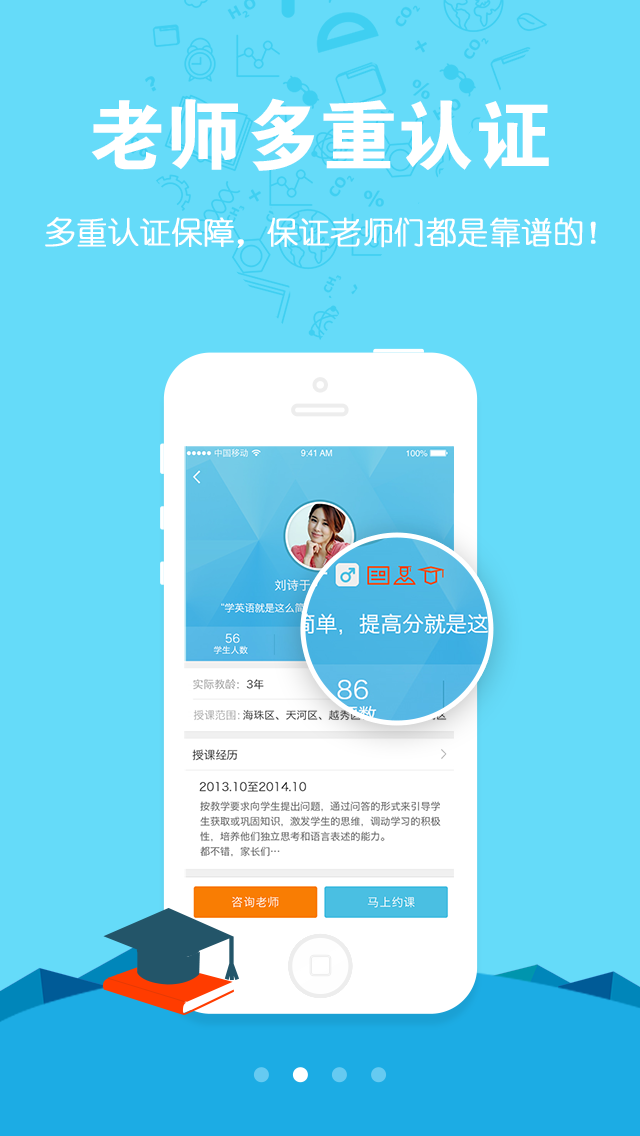 老师多重认证
多重认证保障，保证老师们都是靠谱的！
中国移动
9:41 AM
100%
刘诗于
"学英语就是这么简
简单，提高分就是这
56
学生人数
86
实际教龄：3年
授课范围：海珠区、天河区、越秀区
授课经历
2013.10至2014.10
按教学要求向学生提出问题，通过问答的形式来引导学
生获取或巩固知识，激发学生的思维，调动学习的积极
性，培养他们独立思考和语言表述的能力。
都不错，家长们…
咨询老师
马上约课